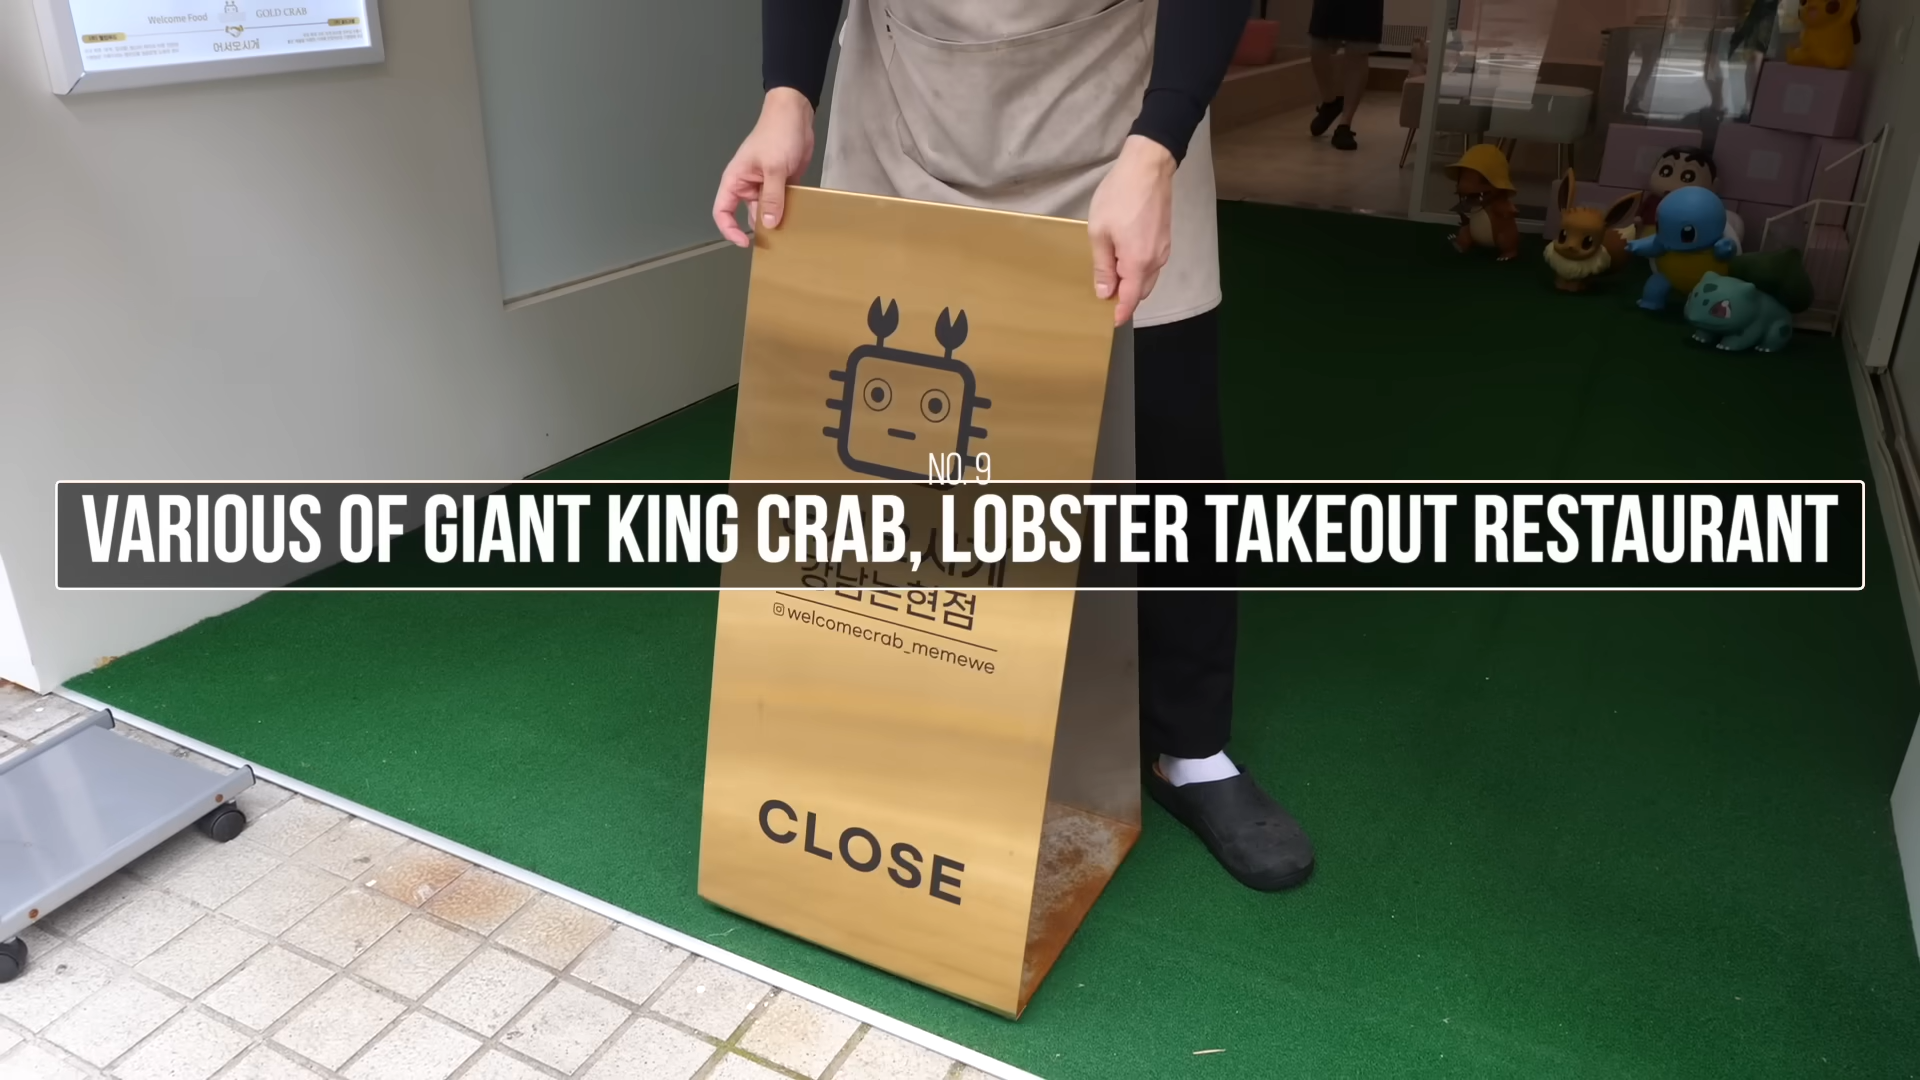 Welcome Food
GOLD CRAB
어서오시게
NO. 9
VARIOUS OF GIANT KING CRAB, LOBSTER TAKEOUT RESTAURANT
강남논현점
@welcomecrab_memewe
CLOSE